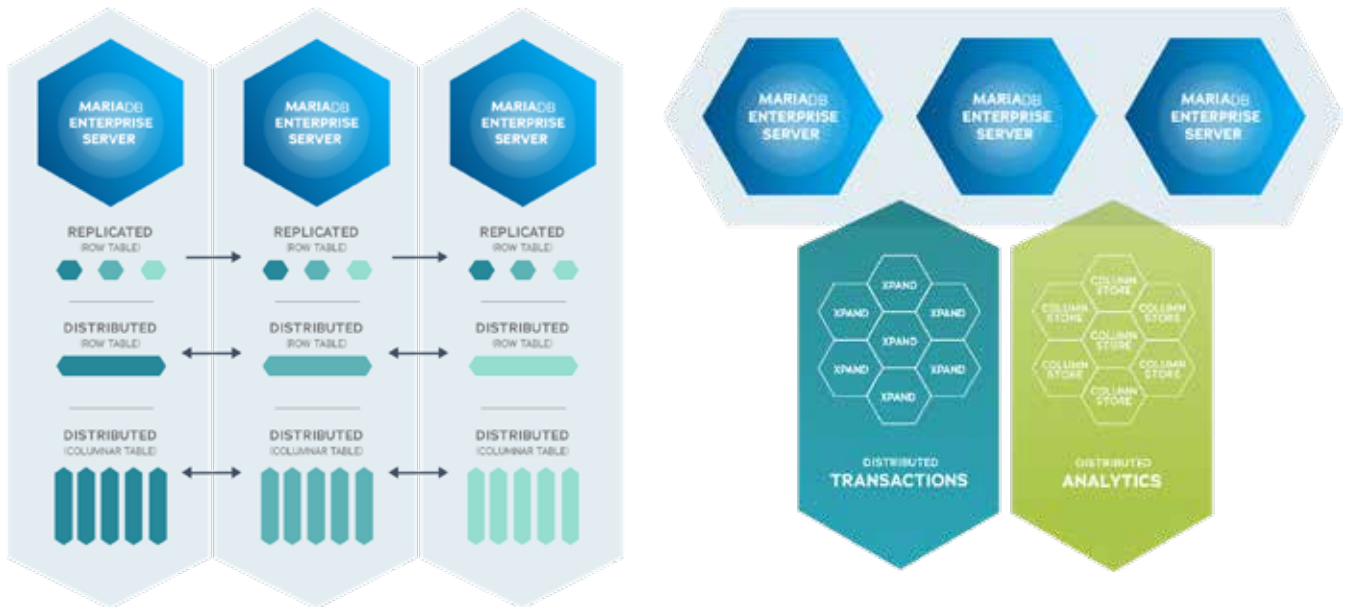 MARIADB
ENTERPRISE
SERVER
REPLICATED
(ROW TABLE)
DISTRIBUTED
(ROW TABLE)
DISTRIBUTED
(COLUMNAR TABLE)
MARIADB
ENTERPRISE
SERVER
REPLICATED
(ROW TABLE)
DISTRIBUTED
(ROW TABLE)
DISTRIBUTED
(COLUMNAR TABLE)
MARIADB
ENTERPRISE
SERVER
REPLICATED
(ROW TABLE)
DISTRIBUTED
(ROW TABLE)
DISTRIBUTED
(COLUMNAR TABLE)
MARIADB
ENTERPRISE
SERVER
MARIADB
ENTERPRISE
SERVER
MARIADB
ENTERPRISE
SERVER
XPAND
XPAND
XPAND
XPAND
XPAND
XPAND
XPAND
DISTRIBUTED
TRANSACTIONS
COLUMN
STORE
COLUMN
STORE
COLUMN
STORE
COLUMN
STORE
COLUMN
STORE
COLUMN
STORE
COLUMN
STORE
DISTRIBUTED
ANALYTICS